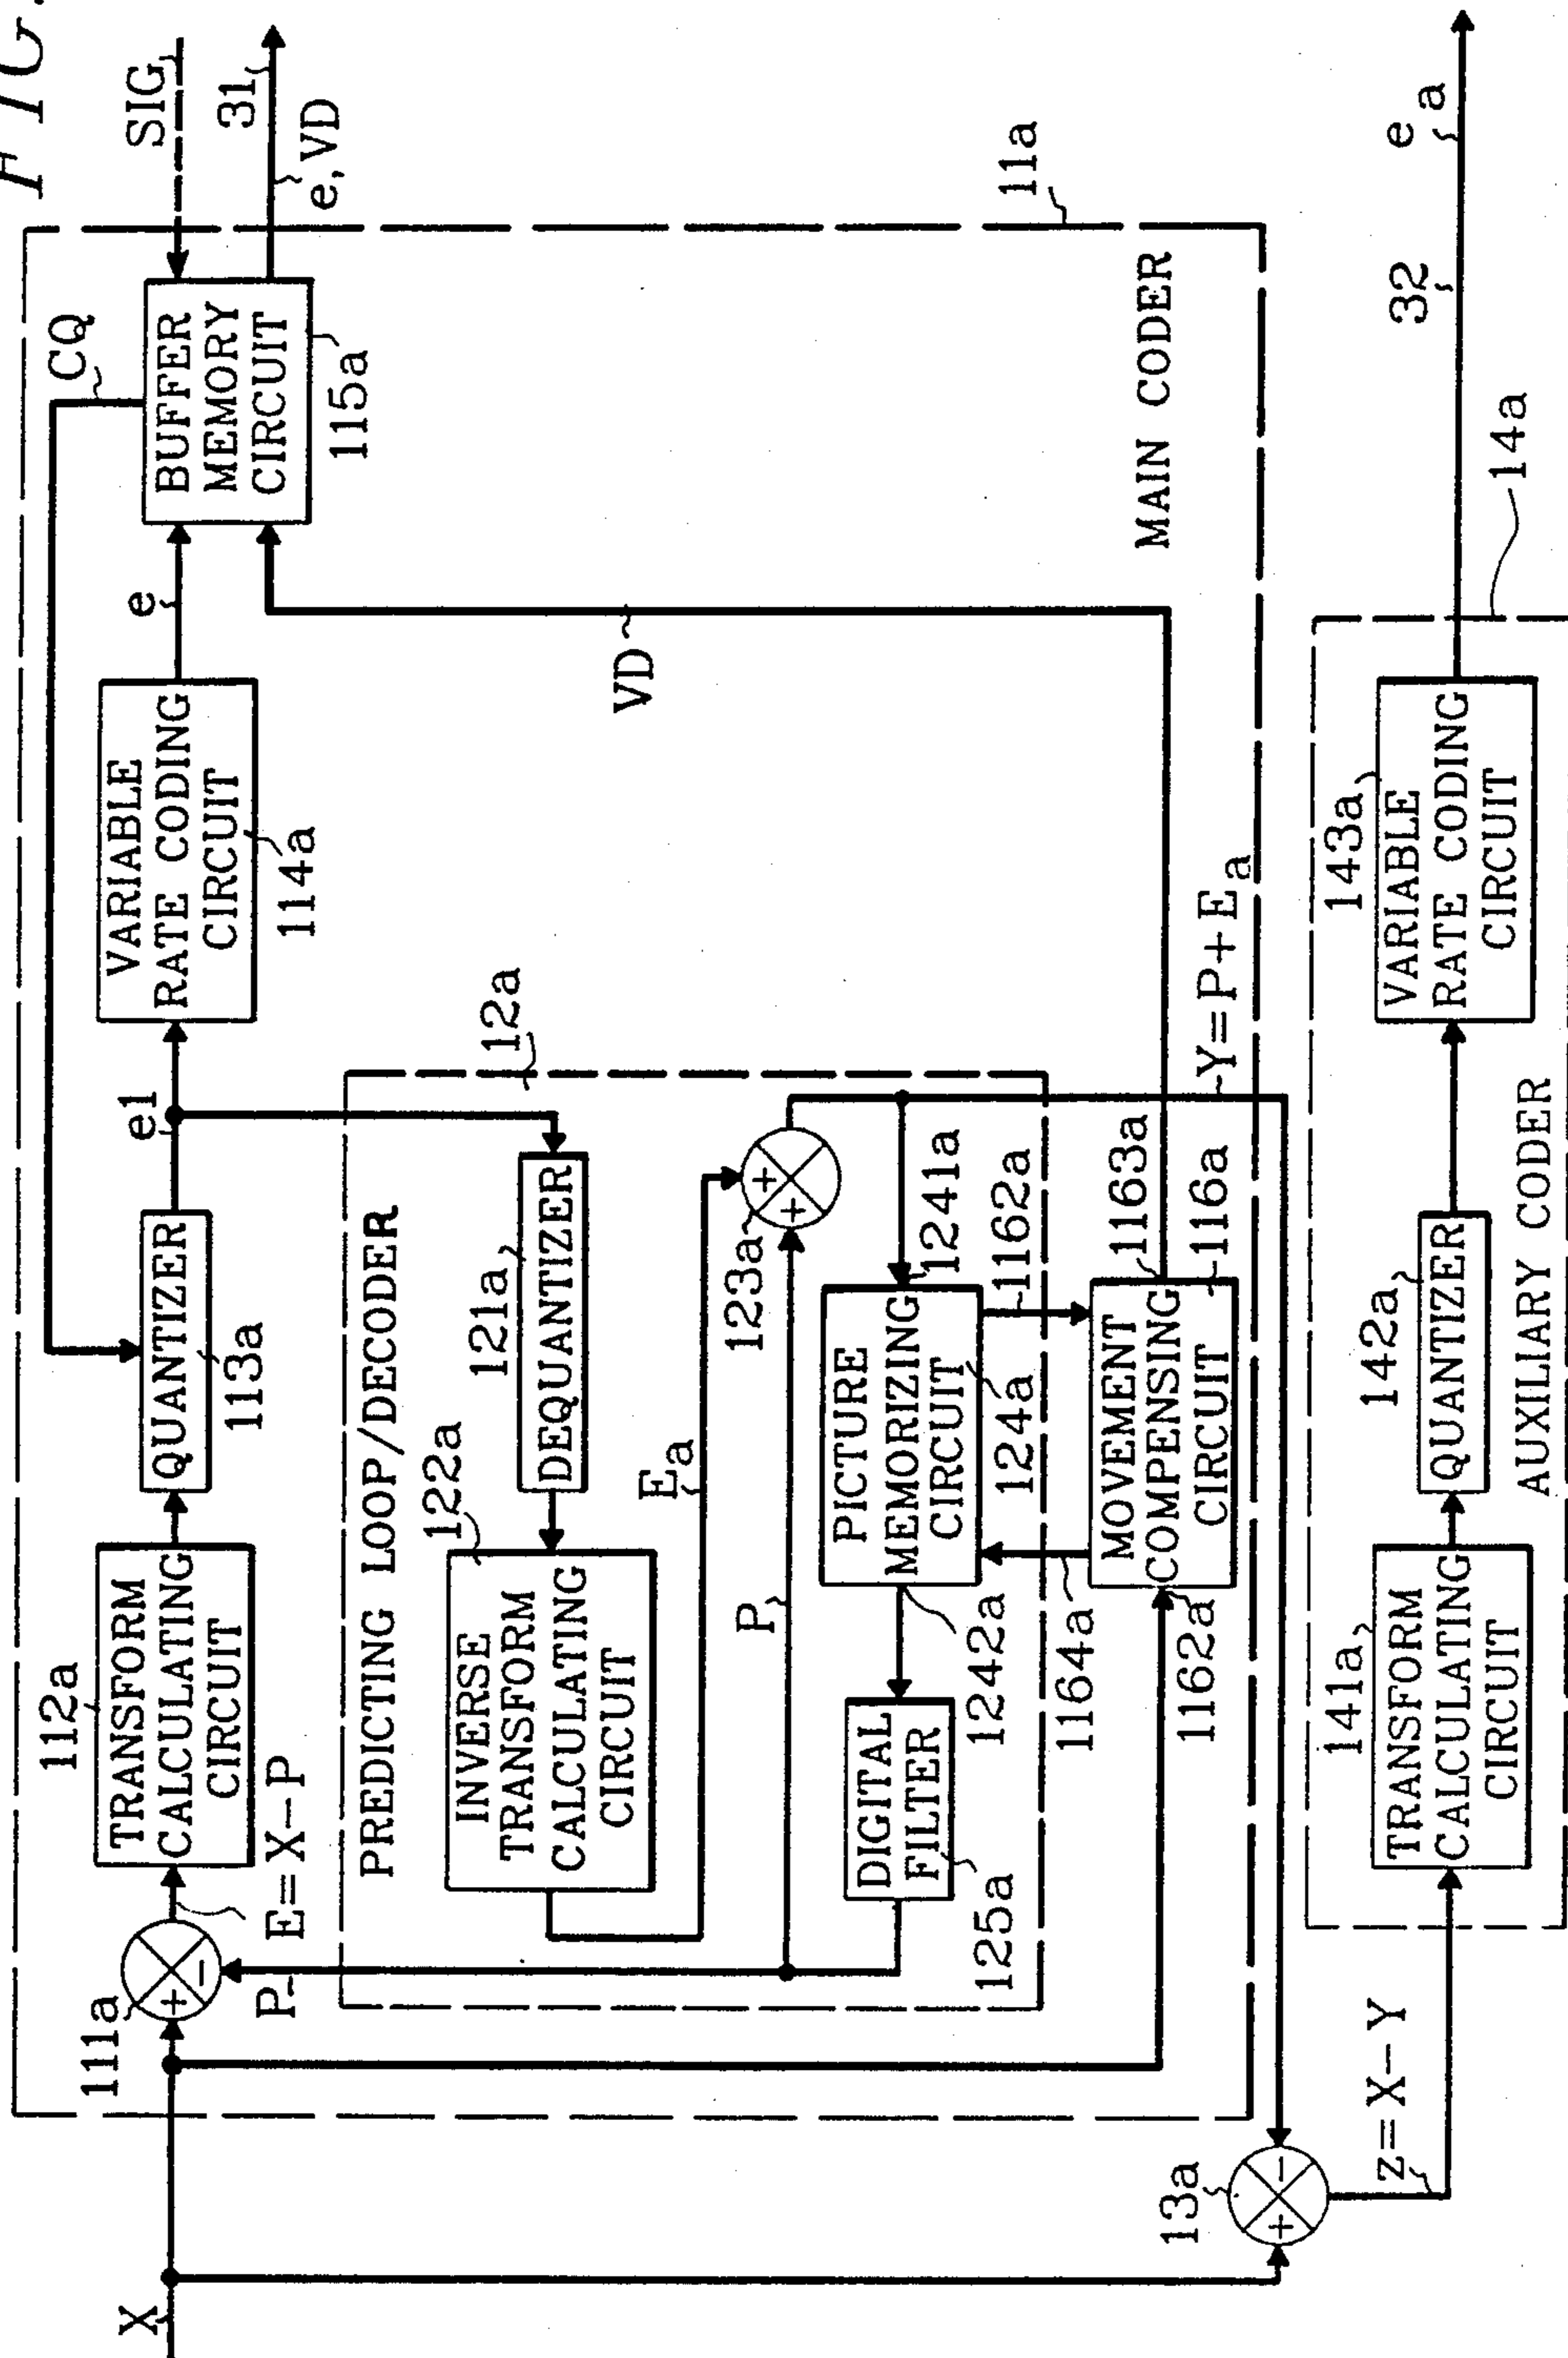 FIG.
SIG
31
e, VD
CQ
BUFFER
MEMORY
CIRCUIT
115a
e
VARIABLE
RATE CODING
CIRCUIT
114a
e1
QUANTIZER
113a
TRANSFORM
CALCULATING
CIRCUIT
112a
E=X-P
111a
+
-
P
X
11a
MAIN CODER
VD
12a
PREDICTING LOOP/DECODER
DEQUANTIZER
121a
INVERSE
TRANSFORM
CALCULATING
CIRCUIT
122a
Ea
P
123a
+
+
1241a
PICTURE
MEMORIZING
CIRCUIT
124a
1162a
1242a
DIGITAL
FILTER
125a
1164a
1162a
MOVEMENT
COMPENSING
CIRCUIT
1163a
116a
Y=P+Ea
13a
+
-
z=X-Y
TRANSFORM
CALCULATING
CIRCUIT
141a
QUANTIZER
142a
VARIABLE
RATE CODING
CIRCUIT
143a
AUXILIARY CODER
14a
32
ea